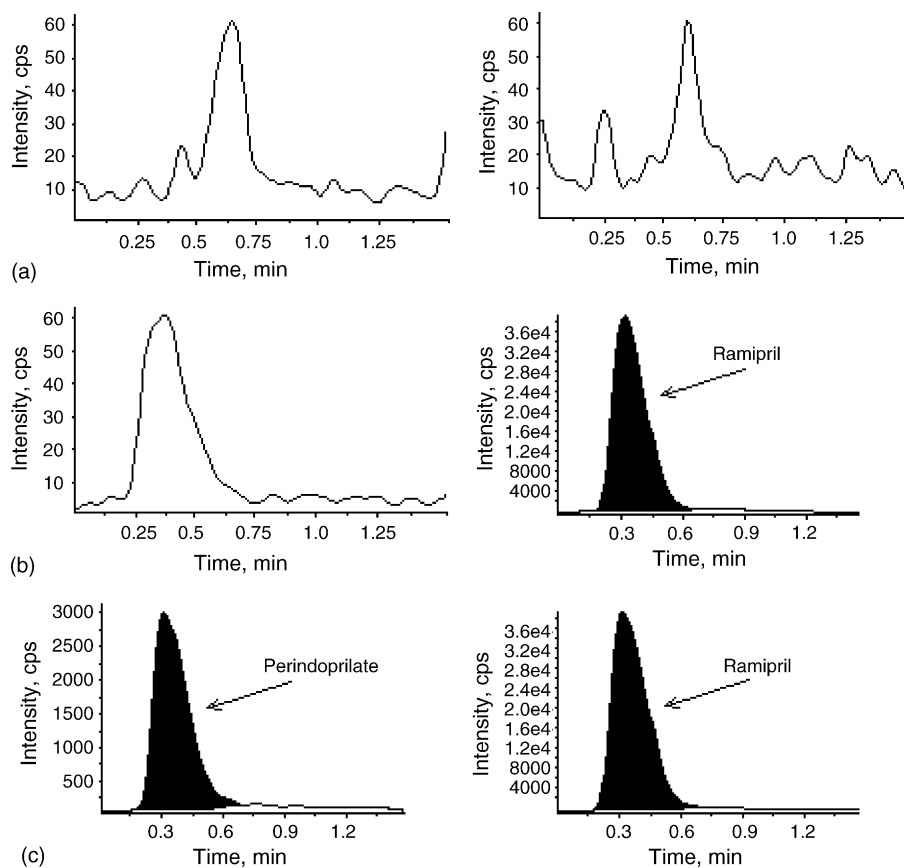 60
50
40
30
20
10
Intensity, cps
0.25 0.5 0.75 1.0 1.25
Time, min
60
50
40
30
20
10
Intensity, cps
0.25 0.5 0.75 1.0 1.25
Time, min
(a)
60
50
40
30
20
10
Intensity, cps
0.25 0.5 0.75 1.0 1.25
Time, min
3.6e4
3.2e4
2.8e4
2.4e4
2.0e4
1.6e4
1.2e4
8000
4000
Intensity, cps
Ramipril
0.3 0.6 0.9 1.2
Time, min
(b)
3000
2500
2000
1500
1000
500
Intensity, cps
Perindoprilate
0.3 0.6 0.9 1.2
Time, min
3.6e4
3.2e4
2.8e4
2.4e4
2.0e4
1.6e4
1.2e4
8000
4000
Intensity, cps
Ramipril
0.3 0.6 0.9 1.2
Time, min
(c)